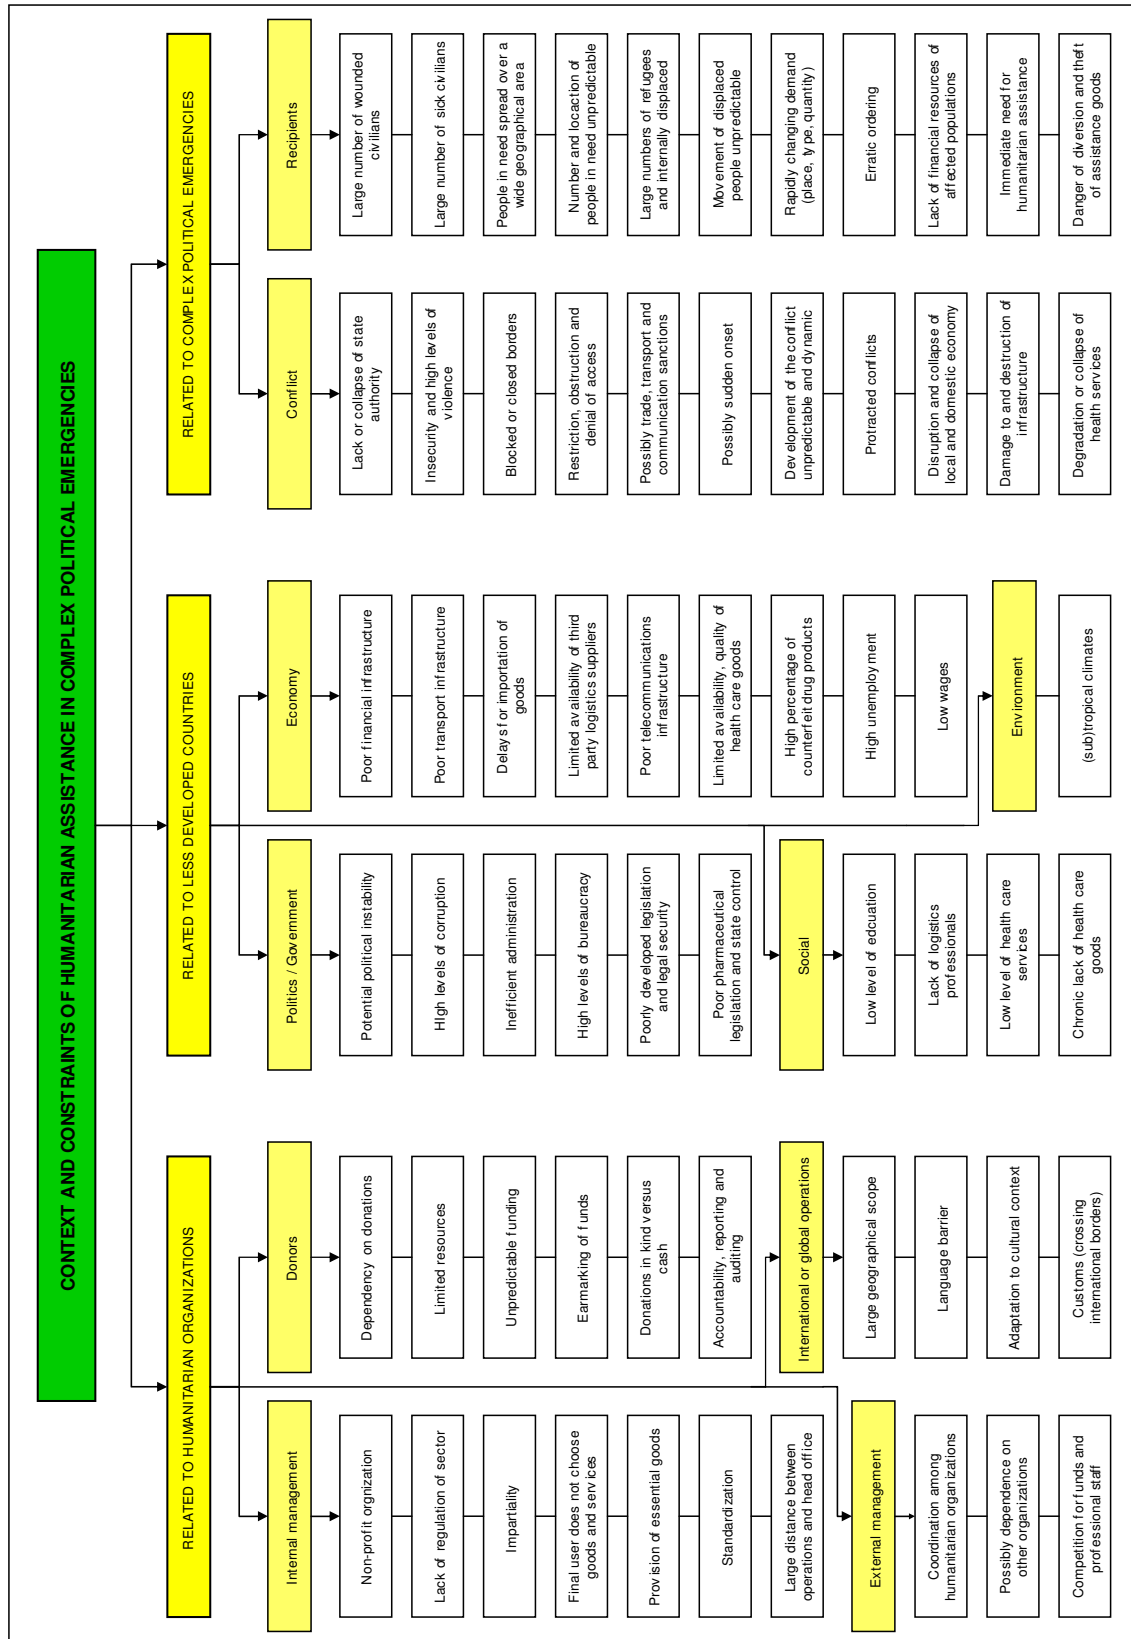 CONTEXT AND CONSTRAINTS OF HUMANITARIAN ASSISTANCE IN COMPLEX POLITICAL EMERGENCIES
RELATED TO HUMANITARIAN ORGANIZATIONS
Internal management
Non-profit orgnization
Lack of regulation of sector
Impartiality
Final user does not choose
goods and services
Provision of essential goods
Standardization
Large distance between
operations and head office
External management
Coordination among
humanitarian organizations
Possibly dependence on
other organizations
Competition for funds and
professional staff
Donors
Dependency on donations
Limited resources
Unpredictable funding
Earmarking of funds
Donations in kind versus
cash
Accountability, reporting and
auditing
International or global operations
Large geographical scope
Language barrier
Adaptation to cultural context
Customs (crossing
international borders)
RELATED TO LESS DEVELOPED COUNTRIES
Politics / Government
Potential political instability
HIgh levels of corruption
Inefficient administration
High levels of bureaucracy
Poorly developed legislation
and legal security
Poor pharmaceutical
legislation and state control
Social
Low level of edcuation
Lack of logistics
professionals
Low level of health care
services
Chronic lack of health care
goods
Economy
Poor financial infrastructure
Poor transport infrastructure
Delays for importation of
goods
Limited availability of third
party logistics suppliers
Poor telecommunications
infrastructure
Limited availability, quality of
health care goods
High percentage of
counterfeit drug products
High unemployment
Low wages
Environment
(sub)tropical climates
RELATED TO COMPLEX POLITICAL EMERGENCIES
Conflict
Lack or collapse of state
authority
Insecurity and high levels of
violence
Blocked or closed borders
Restriction, obstruction and
denial of access
Possibly trade, transport and
communication sanctions
Possibly sudden onset
Development of the conflict
unpredictable and dynamic
Protracted conflicts
Disruption and collapse of
local and domestic economy
Damage to and destruction of
infrastructure
Degradation or collapse of
health services
Recipients
Large number of wounded
civilians
Large number of sick civilians
People in need spread over a
wide geographical area
Number and locaction of
people in need unpredictable
Large numbers of refugees
and internally displaced
Movement of displaced
people unpredictable
Rapidly changing demand
(place, type, quantity)
Erratic ordering
Lack of financial resources of
affected populations
Immediate need for
humanitarian assistance
Danger of diversion and theft
of assistance goods